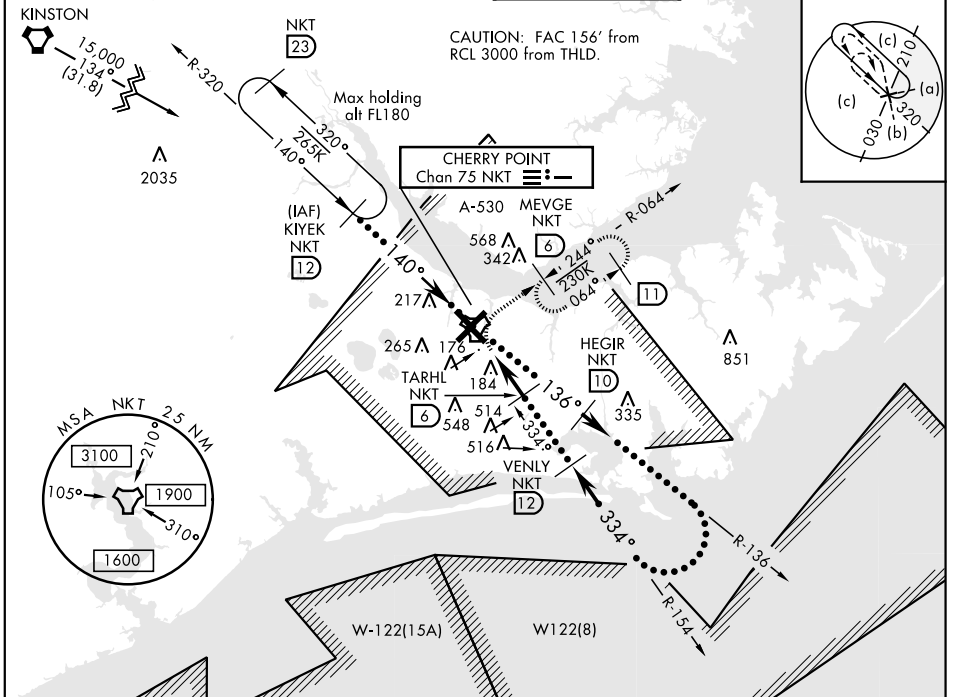 KINSTON
15,000
134°
(31.8)
R-320
NKT
23
CAUTION: FAC 156' from
RCL 3000 from THLD.
(c)
210
(a)
(c)
320
030
(b)
Max holding
alt FL180
320°
265K
140°
2035
CHERRY POINT
Chan 75 NKT
A-530
MEVGE
NKT
6
R-064
568
342
244°
230K
064°
11
(IAF)
KIYEK
NKT
12
140°
217
265
176
851
TARHL
NKT
6
184
HEGIR
NKT
10
136°
335
548
514
516
334°
VENLY
NKT
12
334°
R-136
R-154
MSA NKT 25 NM
3100
210°
105°
1900
310°
1600
W-122(15A)
W122(8)